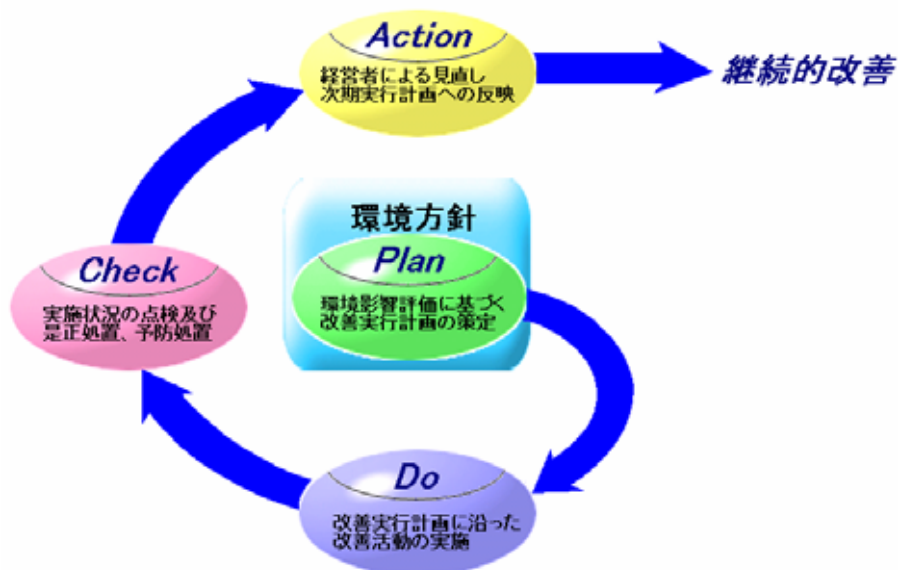 Action
経営者による見直し
次期実行計画への反映
継続的改善
環境方針
Plan
環境影響評価に基づく
改善実行計画の策定
Check
実施状況の点検及び
是正処置、予防処置
Do
改善実行計画に沿った
改善活動の実施